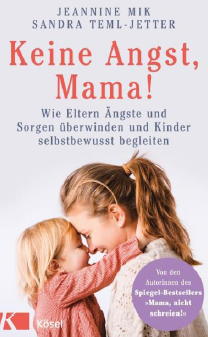 JEANNINE MIK
SANDRA TEML-JETTER
Keine Angst,
Mama!
Wie Eltern Ängste und
Sorgen überwinden und Kinder
selbstbewusst begleiten
Von den
Autorinnen des
Spiegel-Bestsellers
»Mama, nicht
schreien!«
K
Kösel